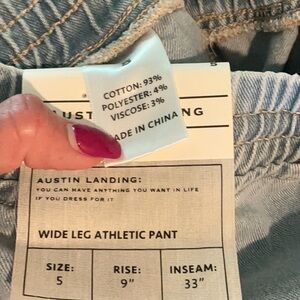 COTTON: 93%
POLYESTER: 4%
VISCOSE: 3%
MADE IN CHINA
AUSTIN LANDING:
YOU CAN HAVE ANYTHING YOU WANT IN LIFE
IF YOU DRESS FOR IT
WIDE LEG ATHLETIC PANT
SIZE: RISE: INSEAM:
5 9" 33"